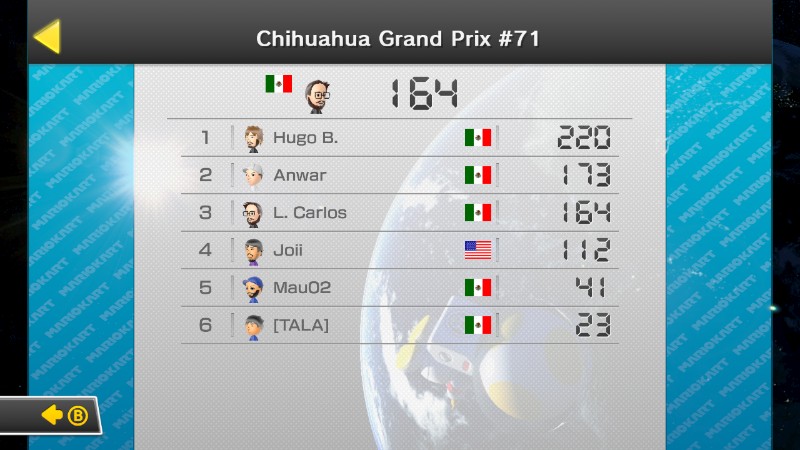 Chihuahua Grand Prix #71
164
1 Hugo B. 220
2 Anwar 173
3 L. Carlos 164
4 Joii 112
5 Mau02 41
6 [TALA] 23
B
MARIOKART